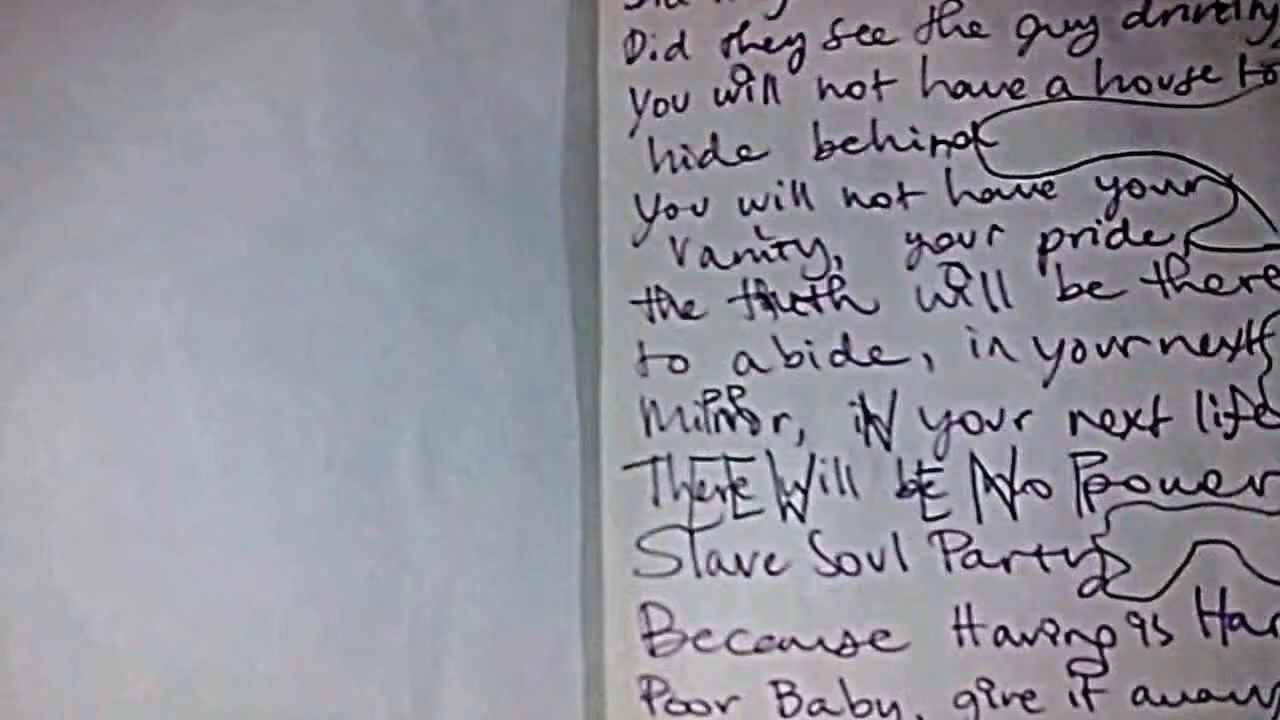 Did they see the guy
You will not have a house to
hide behind
You will not have your
vanity, your pride
the truth will be there
to abide, in your next
Mirror, in your next life
ThERE Will bE No Power
Slave Soul Party
Because Having is
Poor Baby, give it away